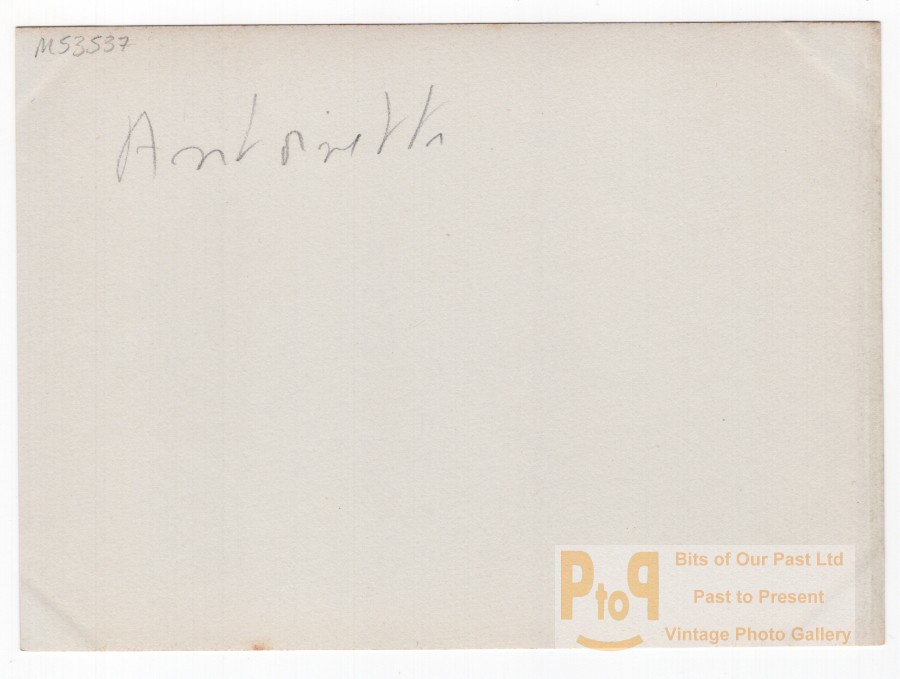 M53537
Antoinette
PtoP
Bits of Our Past Ltd
Past to Present
Vintage Photo Gallery